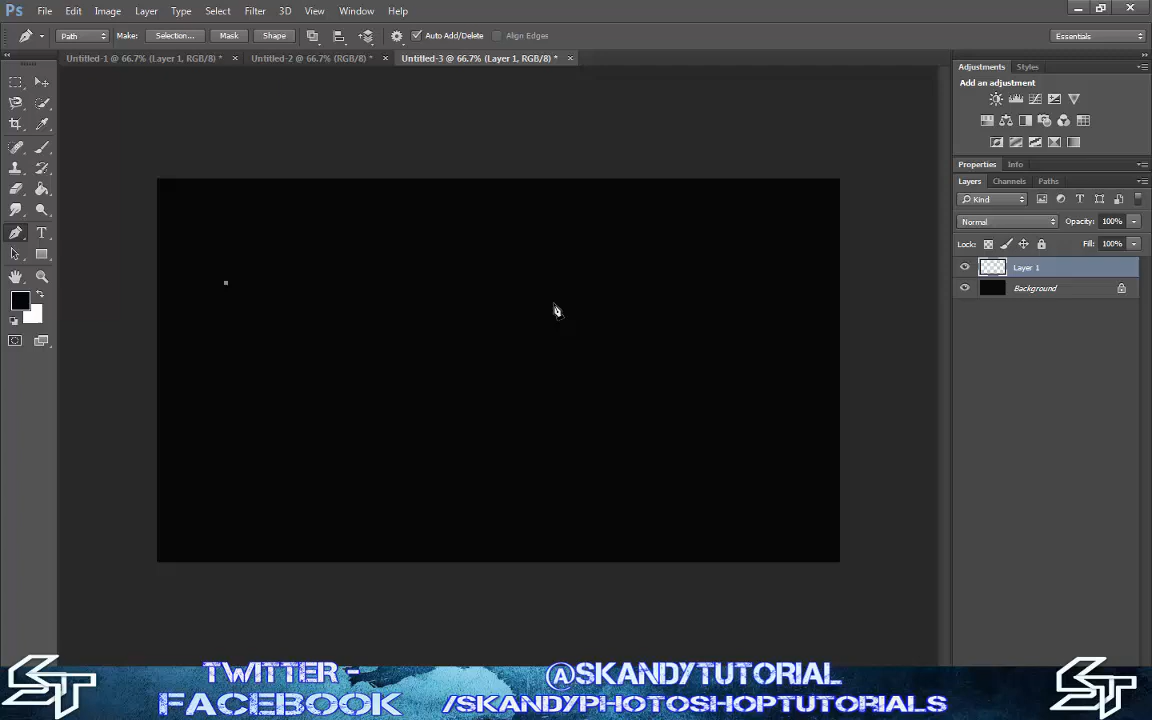 Ps File Edit Image Layer Type Select Filter 3D View Window Help
Path Make: Selection... Mask Shape Auto Add/Delete Align Edges Essentials
Untitled-1 @ 66.7% (Layer 1, RGB/8) * × Untitled-2 @ 66.7% (RGB/8) * × Untitled-3 @ 66.7% (Layer 1, RGB/8) * ×
Adjustments Styles
Add an adjustment
Properties Info
Layers Channels Paths
Kind
Normal Opacity: 100%
Lock: Fill: 100%
Layer 1
Background
T
ST TWITTER - @SKANDYTUTORIAL ST
FACEBOOK /SKANDYPHOTOSHOPTUTORIALS